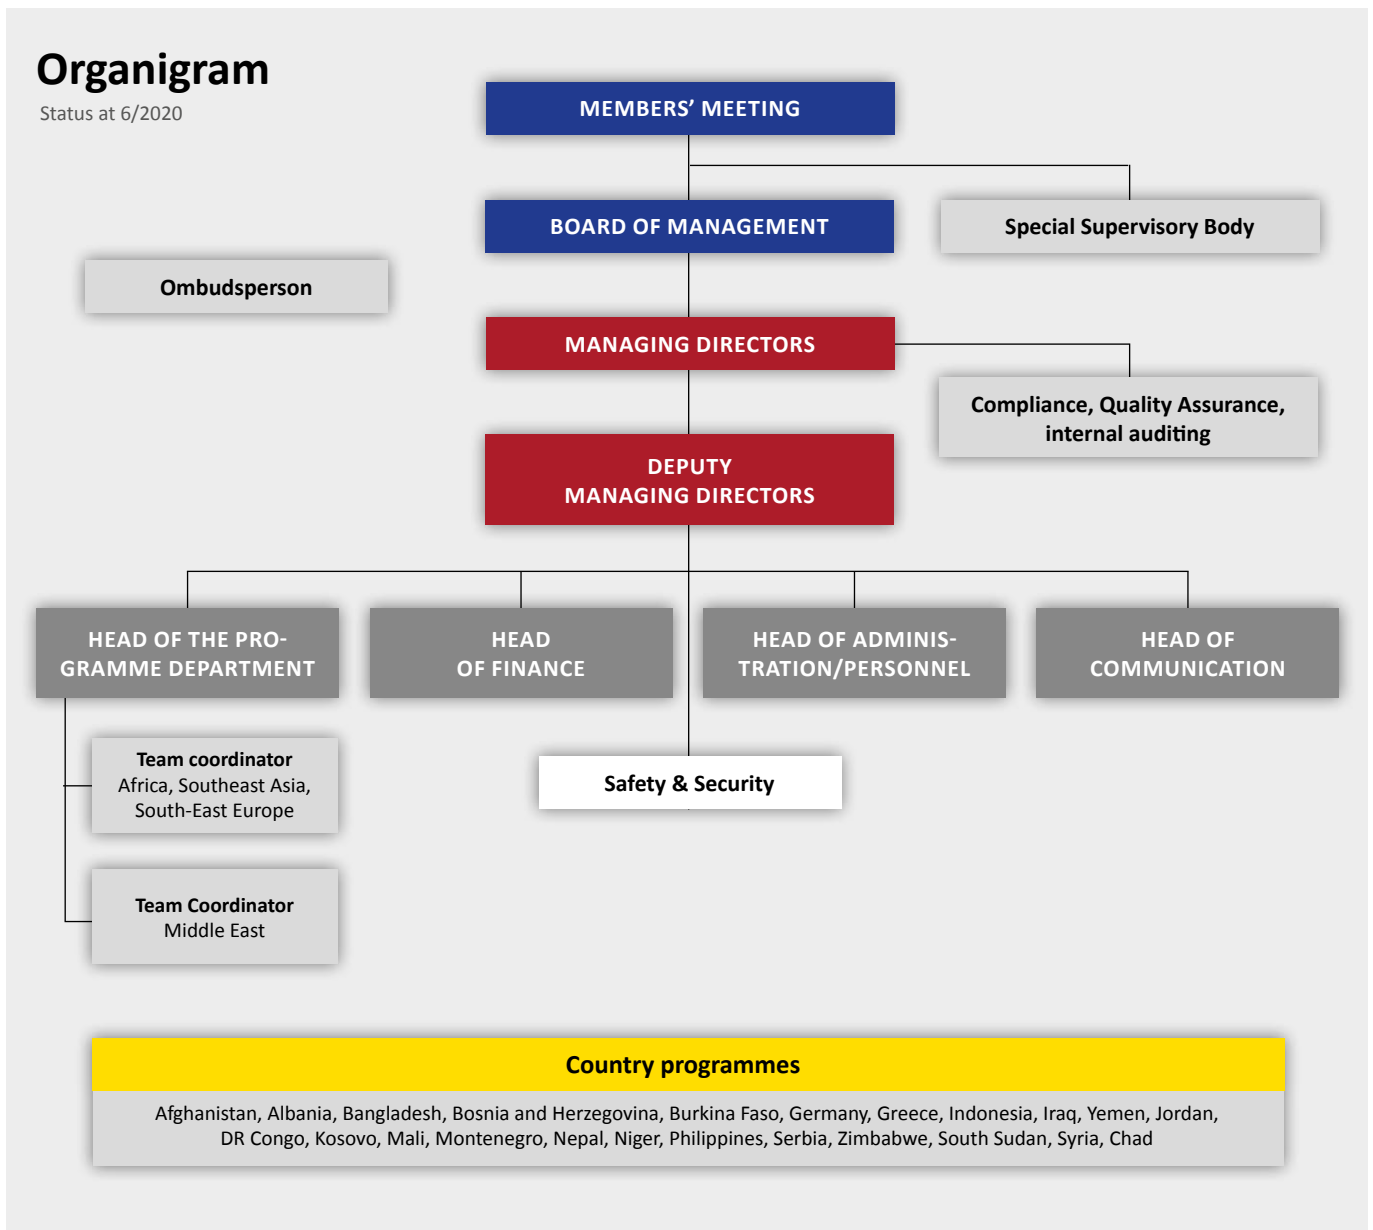 Organigram
Status at 6/2020
MEMBERS’ MEETING
BOARD OF MANAGEMENT
Special Supervisory Body
Ombudsperson
MANAGING DIRECTORS
Compliance, Quality Assurance,
internal auditing
DEPUTY
MANAGING DIRECTORS
HEAD OF THE PRO-
GRAMME DEPARTMENT
HEAD
OF FINANCE
HEAD OF ADMINIS-
TRATION/PERSONNEL
HEAD OF
COMMUNICATION
Team coordinator
Africa, Southeast Asia,
South-East Europe
Safety & Security
Team Coordinator
Middle East
Country programmes
Afghanistan, Albania, Bangladesh, Bosnia and Herzegovina, Burkina Faso, Germany, Greece, Indonesia, Iraq, Yemen, Jordan,
DR Congo, Kosovo, Mali, Montenegro, Nepal, Niger, Philippines, Serbia, Zimbabwe, South Sudan, Syria, Chad